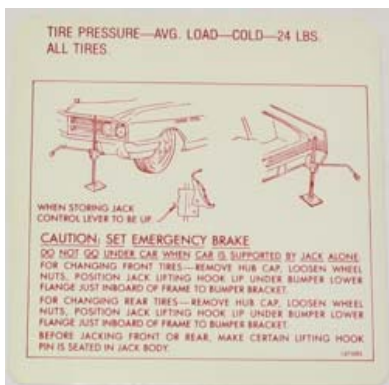 TIRE PRESSURE—AVG. LOAD—COLD—24 LBS.
ALL TIRES
WHEN STORING JACK
CONTROL LEVER TO BE UP
CAUTION: SET EMERGENCY BRAKE
DO NOT GO UNDER CAR WHEN CAR IS SUPPORTED BY JACK ALONE
FOR CHANGING FRONT TIRES—REMOVE HUB CAP, LOOSEN WHEEL
NUTS, POSITION JACK LIFTING HOOK LIP UNDER BUMPER LOWER
FLANGE JUST INBOARD OF FRAME TO BUMPER BRACKET.
FOR CHANGING REAR TIRES—REMOVE HUB CAP, LOOSEN WHEEL
NUTS, POSITION JACK LIFTING HOOK LIP UNDER BUMPER LOWER
FLANGE JUST INBOARD OF FRAME TO BUMPER BRACKET.
BEFORE JACKING FRONT OR REAR, MAKE CERTAIN LIFTING HOOK
PIN IS SEATED IN JACK BODY.